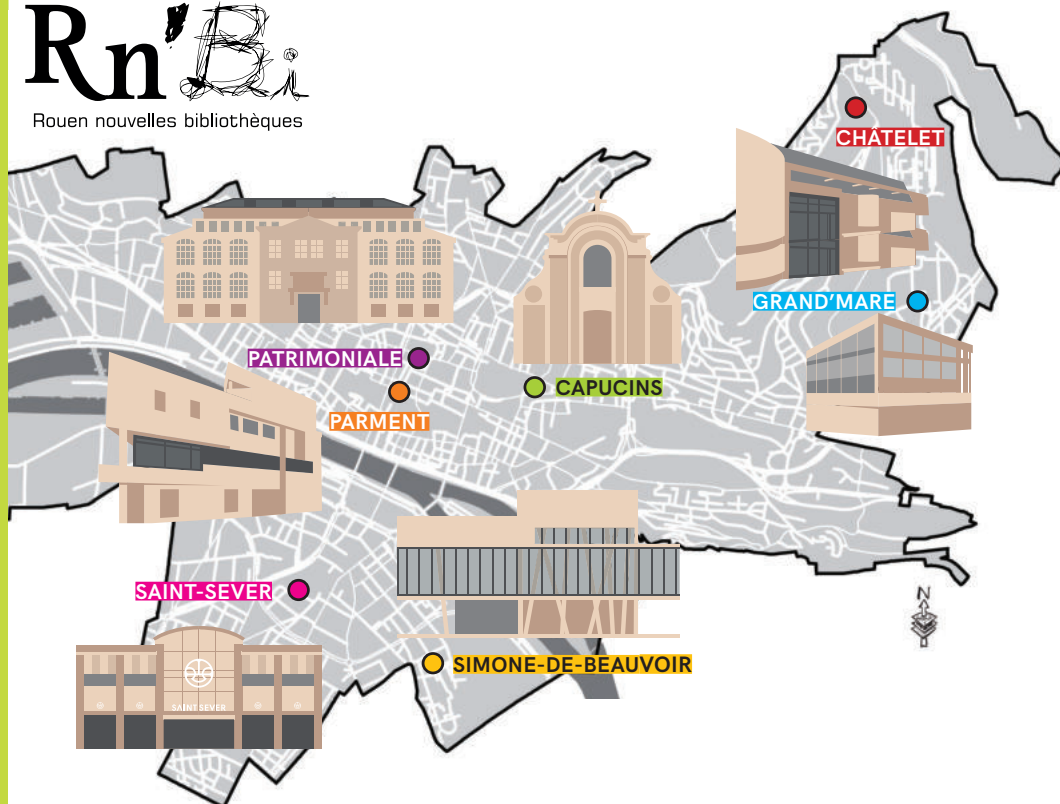 Rn'Bi
Rouen nouvelles bibliothèques
CHÂTELET
GRAND'MARE
PATRIMONIALE
CAPUCINS
PARMENT
SAINT-SEVER
N
SIMONE-DE-BEAUVOIR
SAINT SEVER